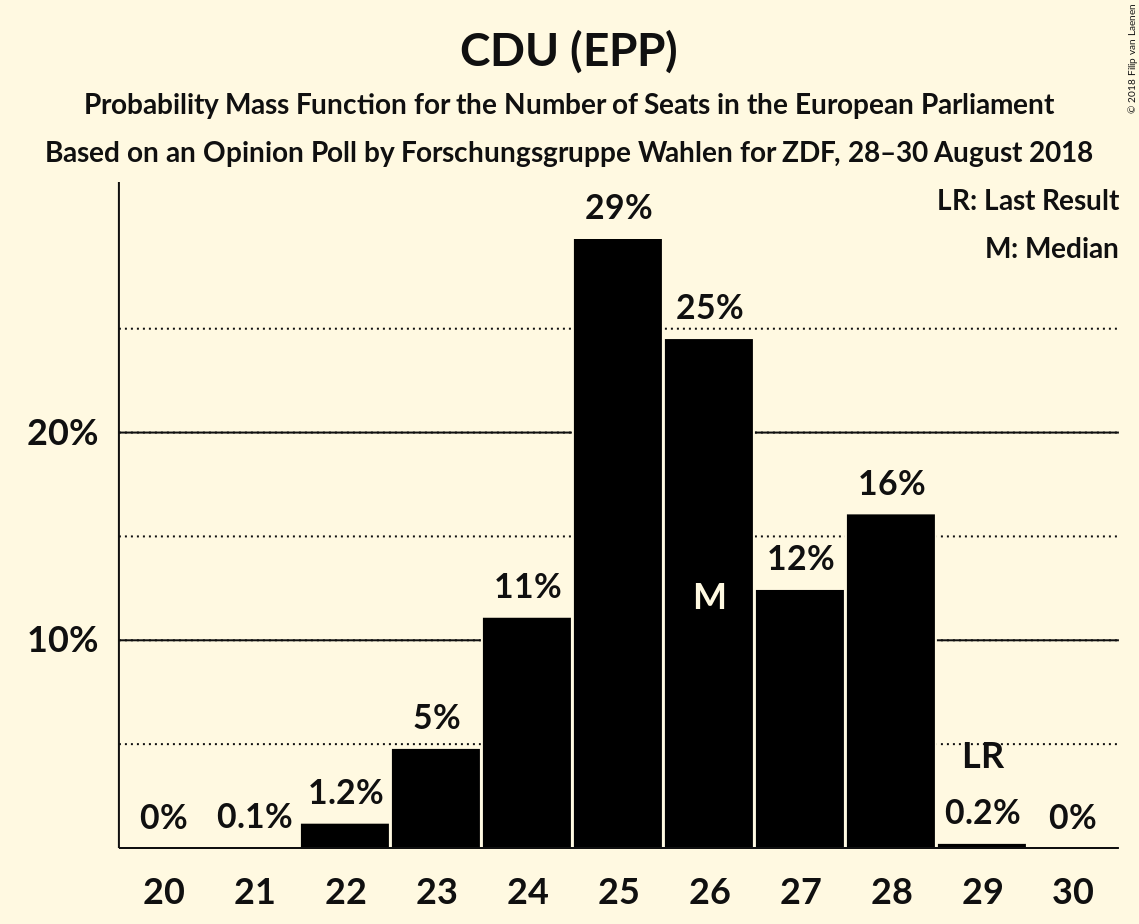 CDU (EPP)
Probability Mass Function for the Number of Seats in the European Parliament
Based on an Opinion Poll by Forschungsgruppe Wahlen for ZDF, 28–30 August 2018
© 2018 Filip van Laenen
LR: Last Result
M: Median
29%
25%
20%
16%
12%
11%
M
10%
5%
LR
1.2%
0%
0.1%
0.2%
0%
20 21 22 23 24 25 26 27 28 29 30